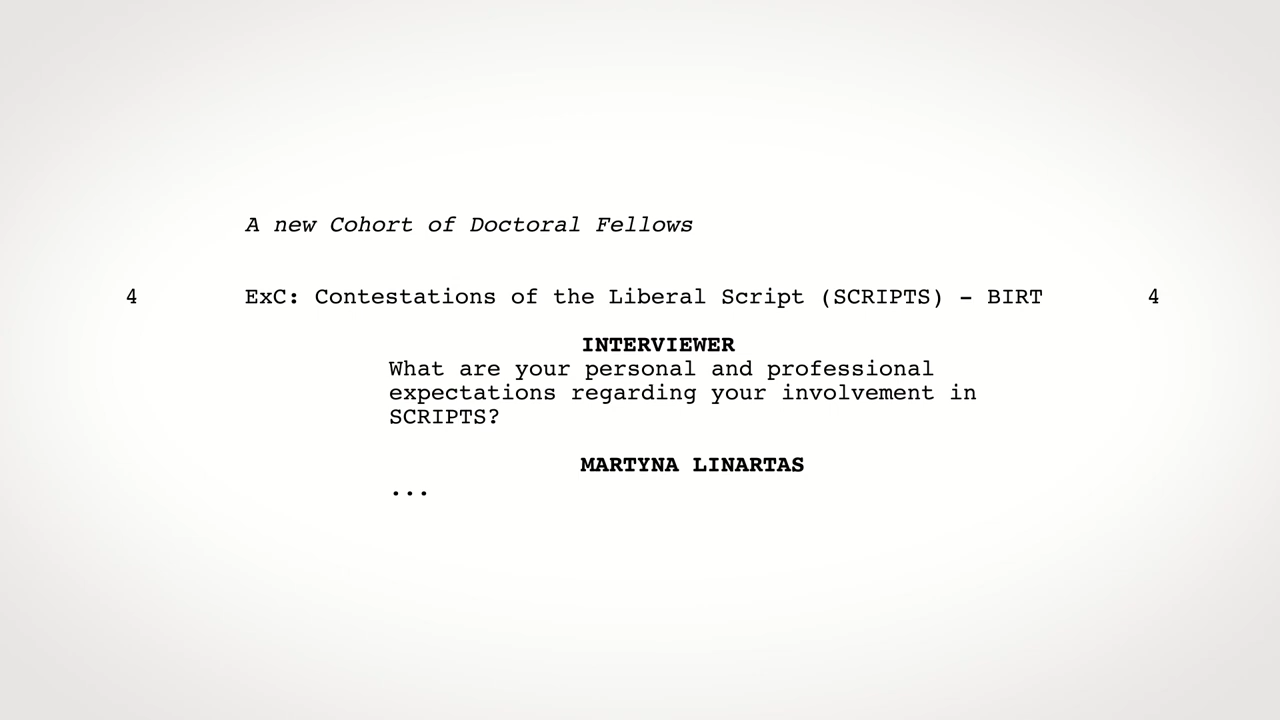 A new Cohort of Doctoral Fellows
4 ExC: Contestations of the Liberal Script (SCRIPTS) – BIRT 4
INTERVIEWER
What are your personal and professional
expectations regarding your involvement in
SCRIPTS?
MARTYNA LINARTAS
...